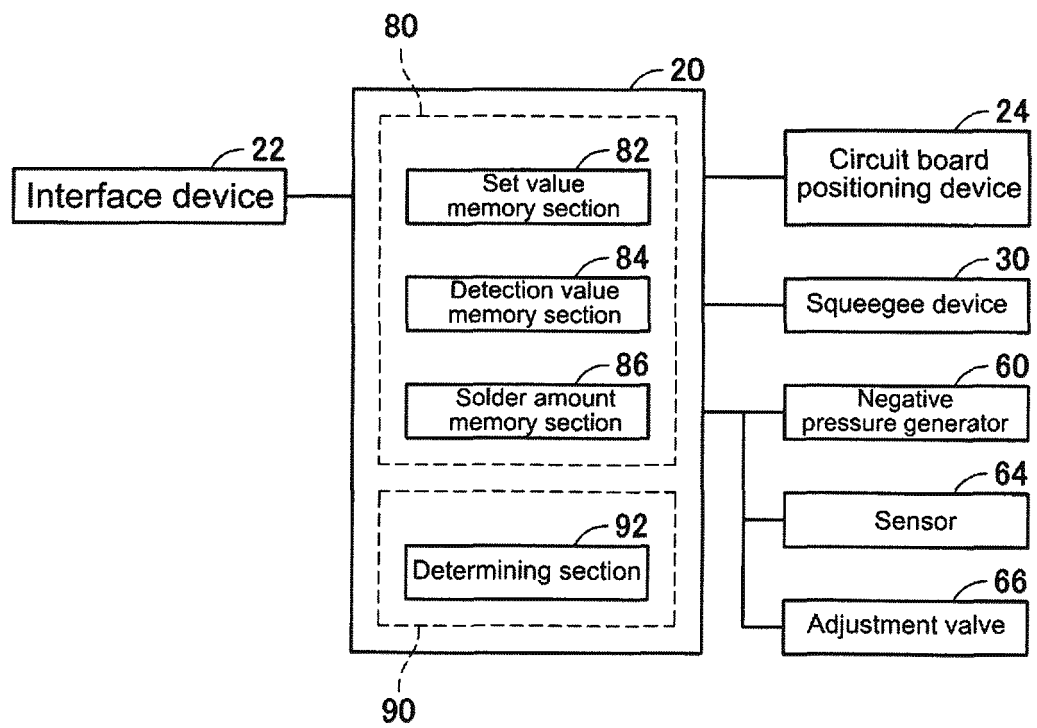 80
20
22
Interface device
82
Set value
memory section
84
Detection value
memory section
86
Solder amount
memory section
92
Determining section
90
24
Circuit board
positioning device
30
Squeegee device
60
Negative
pressure generator
64
Sensor
66
Adjustment valve